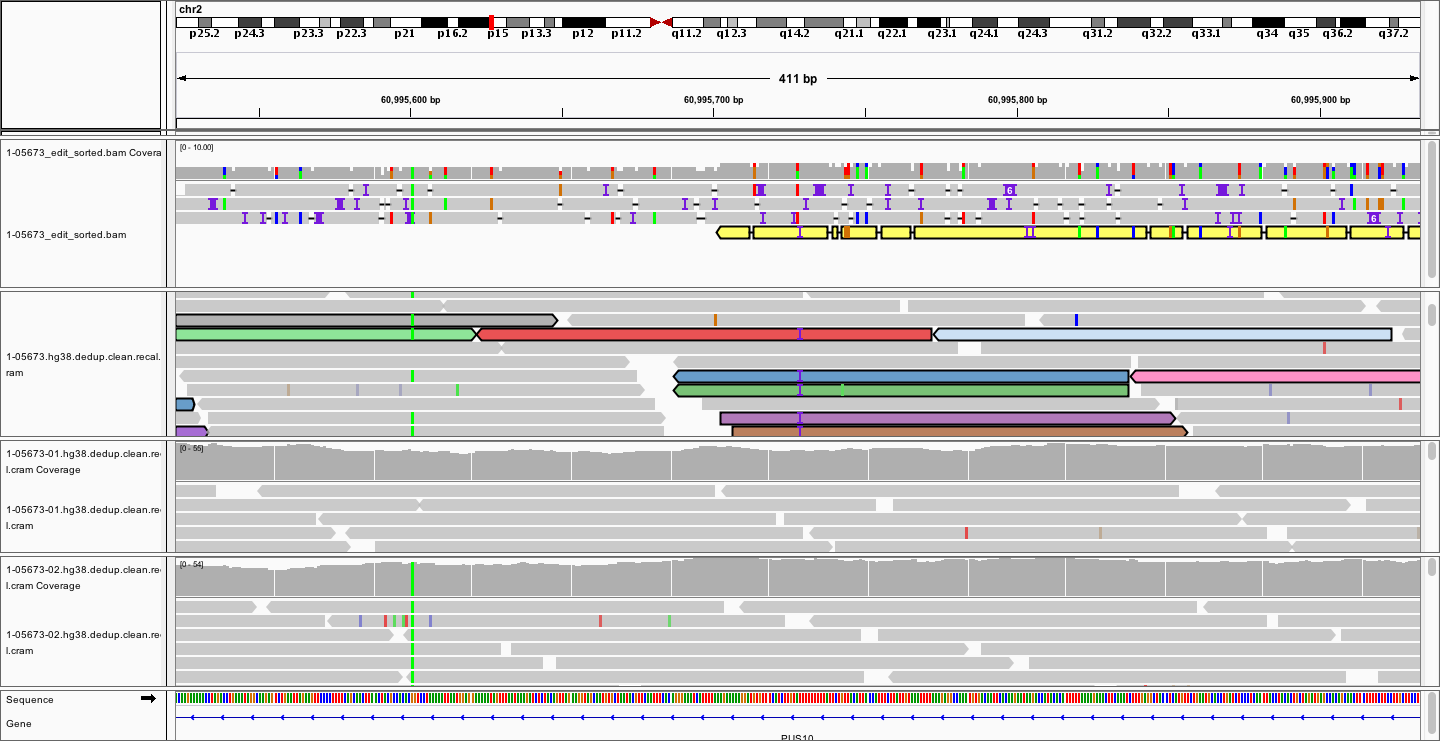 chr2
p25.2 p24.3 p23.3 p22.3 p21 p16.2 p15 p13.3 p12 p11.2 q11.2 q12.3 q14.2 q21.1 q22.1 q23.1 q24.1 q24.3 q31.2 q32.2 q33.1 q34 q35 q36.2 q37.2
411 bp
60,995,600 bp 60,995,700 bp 60,995,800 bp 60,995,900 bp
1-05673_edit_sorted.bam Covera
[0 - 10.00]
6
6
1-05673_edit_sorted.bam
1-05673.hg38.dedup.clean.recal.
ram
1-05673-01.hg38.dedup.clean.re
l.cram Coverage
[0 - 55]
1-05673-01.hg38.dedup.clean.re
l.cram
1-05673-02.hg38.dedup.clean.re
l.cram Coverage
[0 - 54]
1-05673-02.hg38.dedup.clean.re
l.cram
Sequence
Gene
PUS10